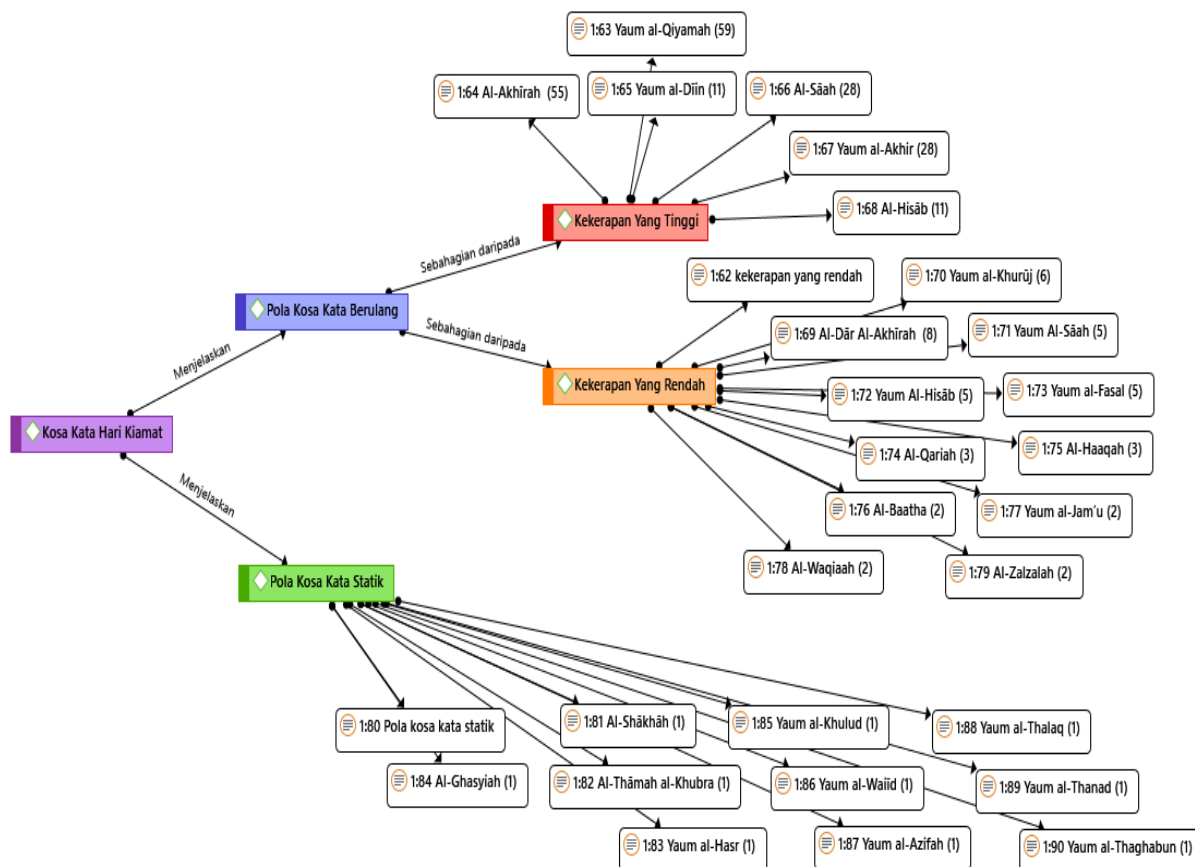 1:63 Yaum al-Qiyamah (59)
1:64 Al-Akhīrah (55)
1:65 Yaum al-Dīin (11)
1:66 Al-Sāah (28)
1:67 Yaum al-Akhir (28)
1:68 Al-Hisāb (11)
Kekerapan Yang Tinggi
Sebahagian daripada
1:62 kekerapan yang rendah
1:70 Yaum al-Khurūj (6)
Pola Kosa Kata Berulang
Sebahagian daripada
1:69 Al-Dār Al-Akhīrah (8)
1:71 Yaum Al-Sāah (5)
Menjelaskan
Kekerapan Yang Rendah
1:72 Yaum Al-Hisāb (5)
1:73 Yaum al-Fasal (5)
Kosa Kata Hari Kiamat
1:74 Al-Qariah (3)
1:75 Al-Haaqah (3)
Menjelaskan
1:76 Al-Baatha (2)
1:77 Yaum al-Jam'u (2)
1:78 Al-Waqiaah (2)
1:79 Al-Zalzalah (2)
Pola Kosa Kata Statik
1:80 Pola kosa kata statik
1:81 Al-Shākhāh (1)
1:85 Yaum al-Khulud (1)
1:88 Yaum al-Thalaq (1)
1:84 Al-Ghasyiah (1)
1:82 Al-Thāmah al-Khubra (1)
1:86 Yaum al-Waiid (1)
1:89 Yaum al-Thanad (1)
1:83 Yaum al-Hasr (1)
1:87 Yaum al-Azifah (1)
1:90 Yaum al-Thaghabun (1)